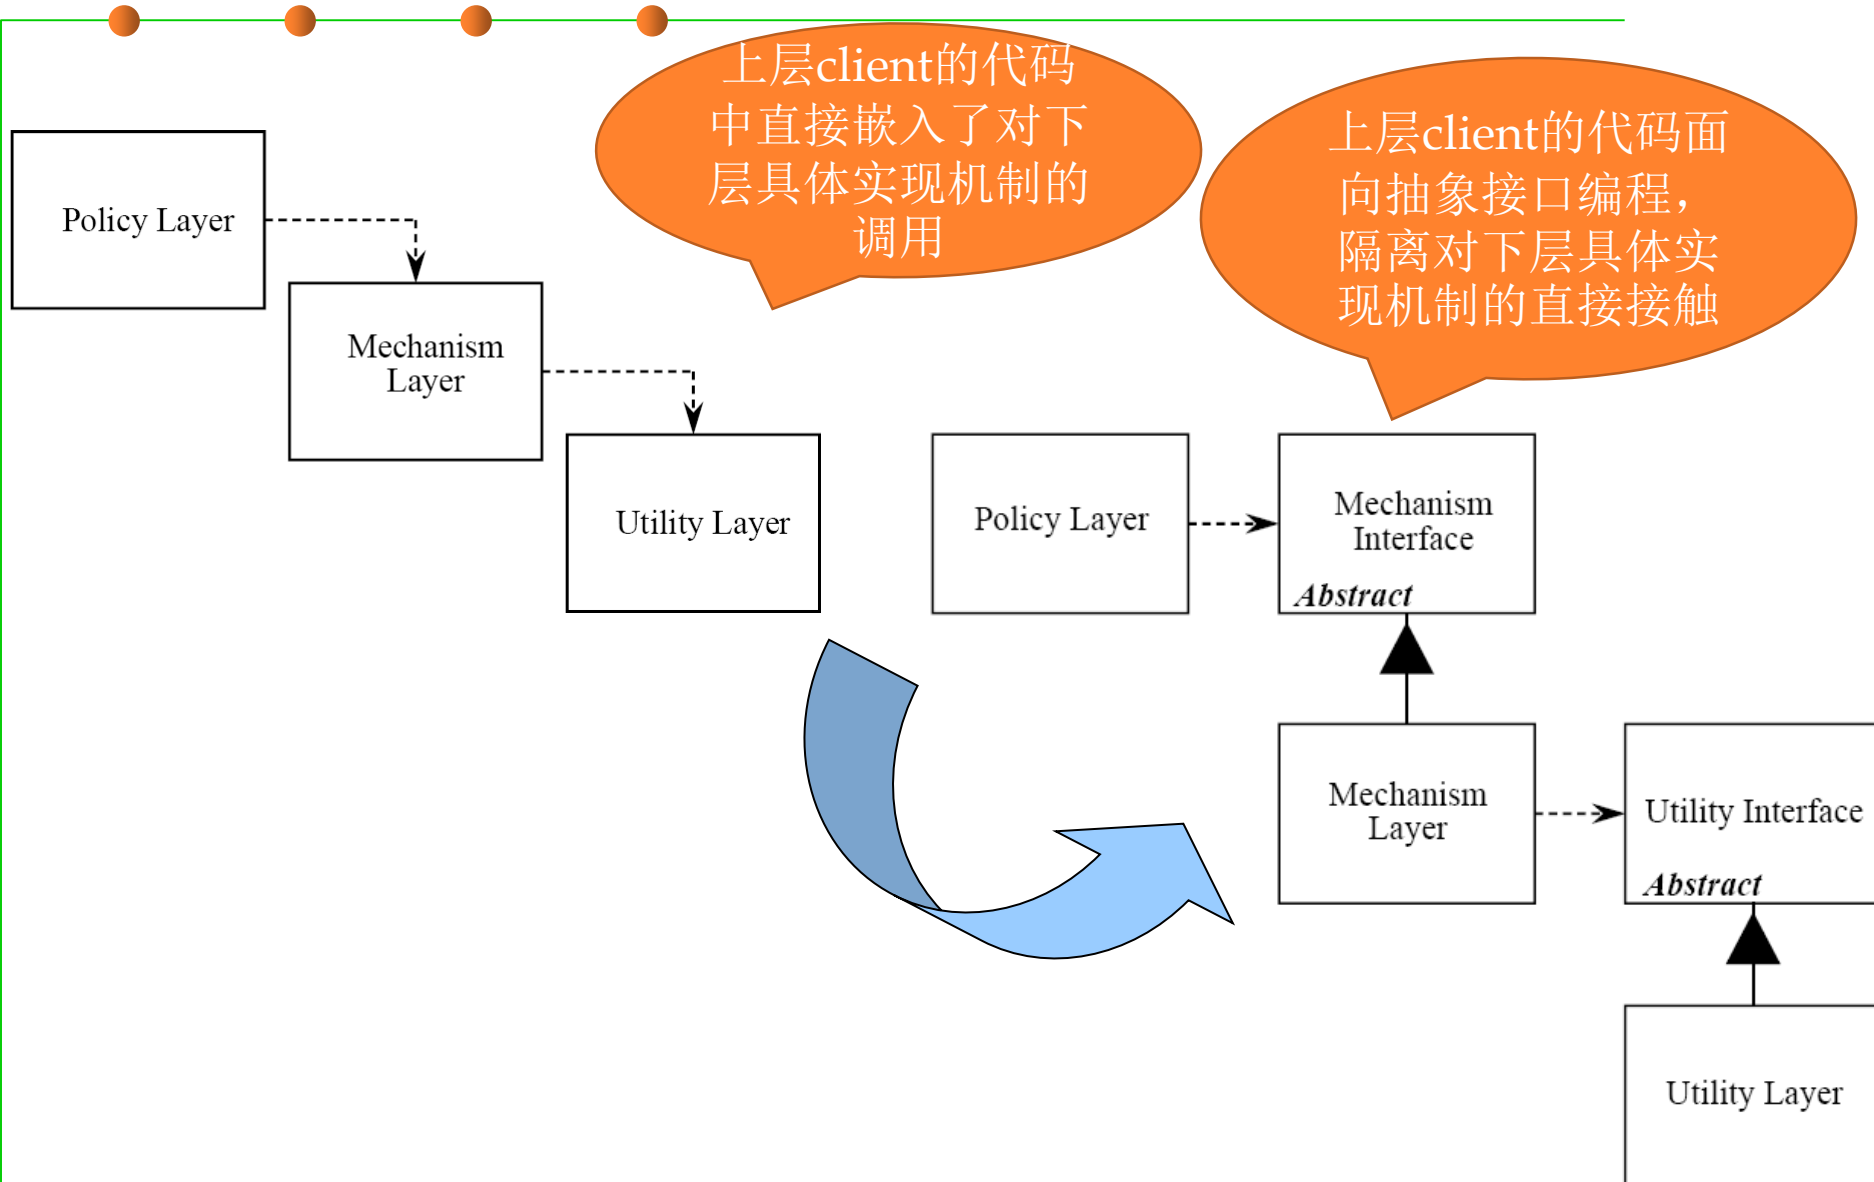 上层client的代码
中直接嵌入了对下
层具体实现机制的
调用
上层client的代码面
向抽象接口编程，
隔离对下层具体实
现机制的直接接触
Policy Layer
Mechanism
Layer
Utility Layer
Policy Layer
Mechanism
Interface
Abstract
Mechanism
Layer
Utility Interface
Abstract
Utility Layer